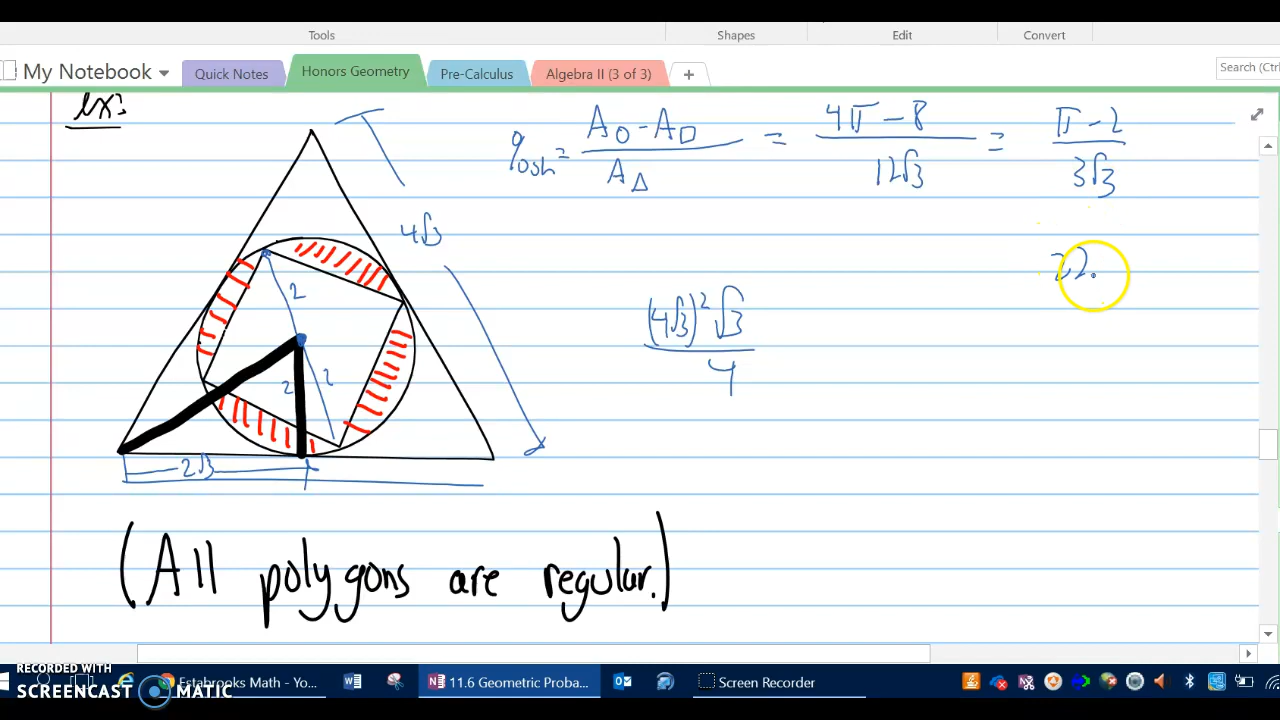 Tools Shapes Edit Convert
My Notebook Quick Notes Honors Geometry Pre-Calculus Algebra II (3 of 3) + Search (Ctrl
ex:
%sh = (A○ - A□)/A△ = (4π - 8)/(12√3) = (π - 2)/(3√3)
4√3
22.
2
(4√3)²√3/4
2 2
2√3
(All polygons are regular.)
RECORDED WITH
SCREENCAST MATIC
Estabrooks Math - Yo... 11.6 Geometric Proba... Screen Recorder